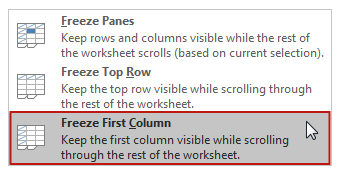 Freeze Panes
Keep rows and columns visible while the rest of
the worksheet scrolls (based on current selection).
Freeze Top Row
Keep the top row visible while scrolling through
the rest of the worksheet.
Freeze First Column
Keep the first column visible while scrolling
through the rest of the worksheet.